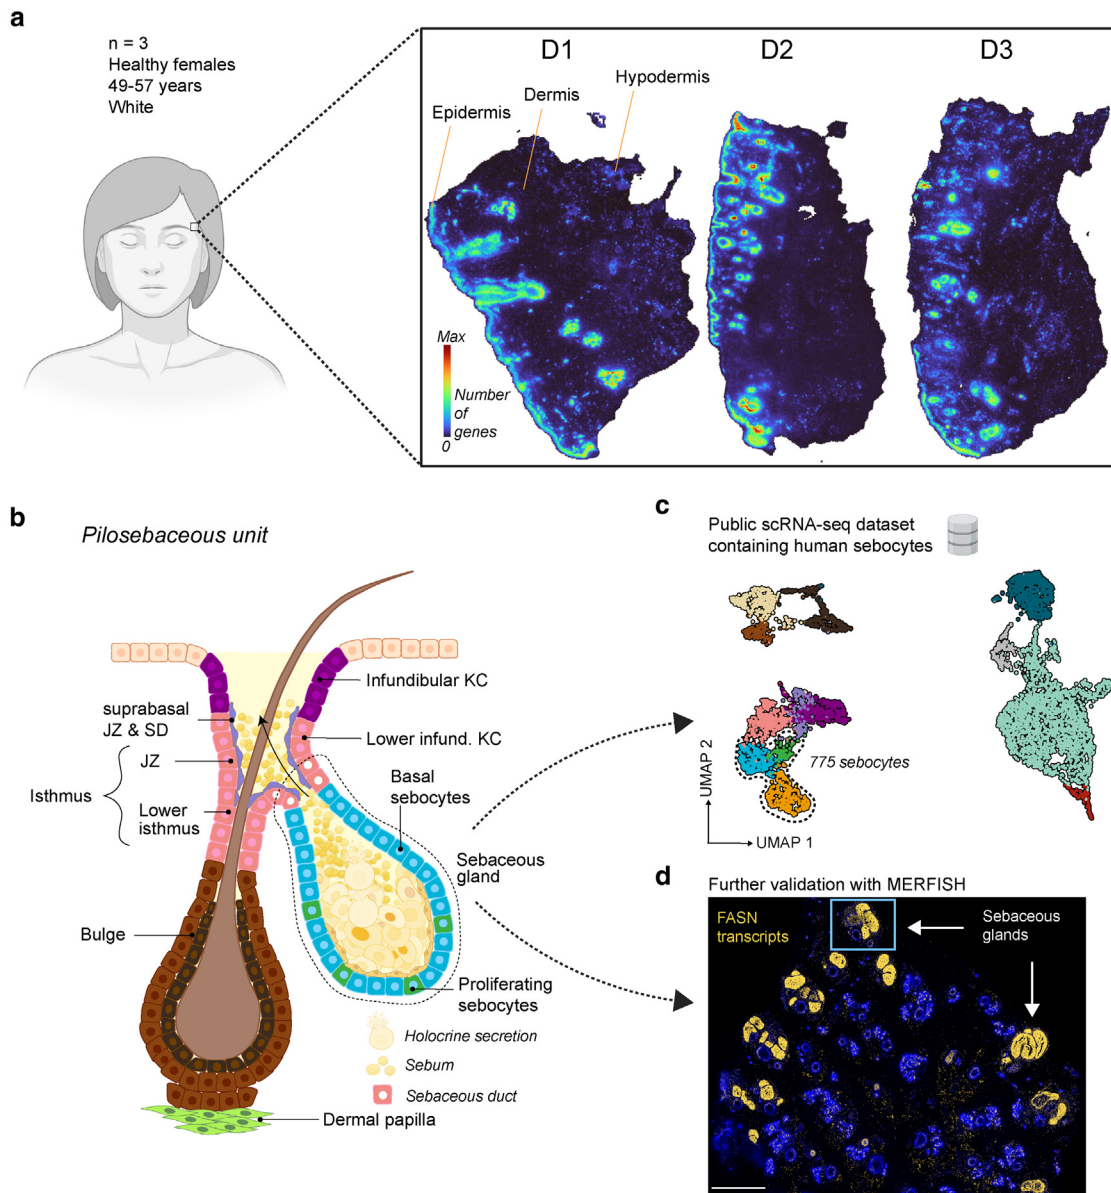 a
n = 3
Healthy females
49-57 years
White
D1
D2
D3
Hypodermis
Dermis
Epidermis
Max
Number
of
genes
0
b
Pilosebaceous unit
Infundibular KC
suprabasal
JZ & SD
Lower infund. KC
JZ
Isthmus
Lower
isthmus
Basal
sebocytes
Sebaceous
gland
Bulge
Proliferating
sebocytes
Holocrine secretion
Sebum
Sebaceous duct
Dermal papilla
c
Public scRNA-seq dataset
containing human sebocytes
775 sebocytes
UMAP 2
UMAP 1
d
Further validation with MERFISH
FASN
transcripts
Sebaceous
glands